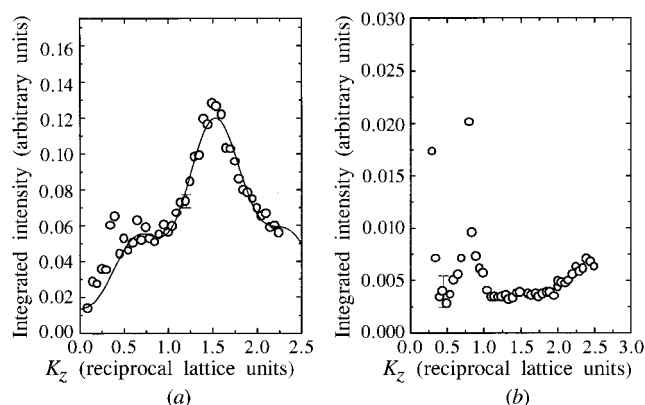 Integrated intensity (arbitrary units)
0.16
0.14
0.12
0.10
0.08
0.06
0.04
0.02
0.00
0.0 0.5 1.0 1.5 2.0 2.5
K_z (reciprocal lattice units)
(a)
Integrated intensity (arbitrary units)
0.030
0.025
0.020
0.015
0.010
0.005
0.000
0.0 0.5 1.0 1.5 2.0 2.5 3.0
K_z (reciprocal lattice units)
(b)